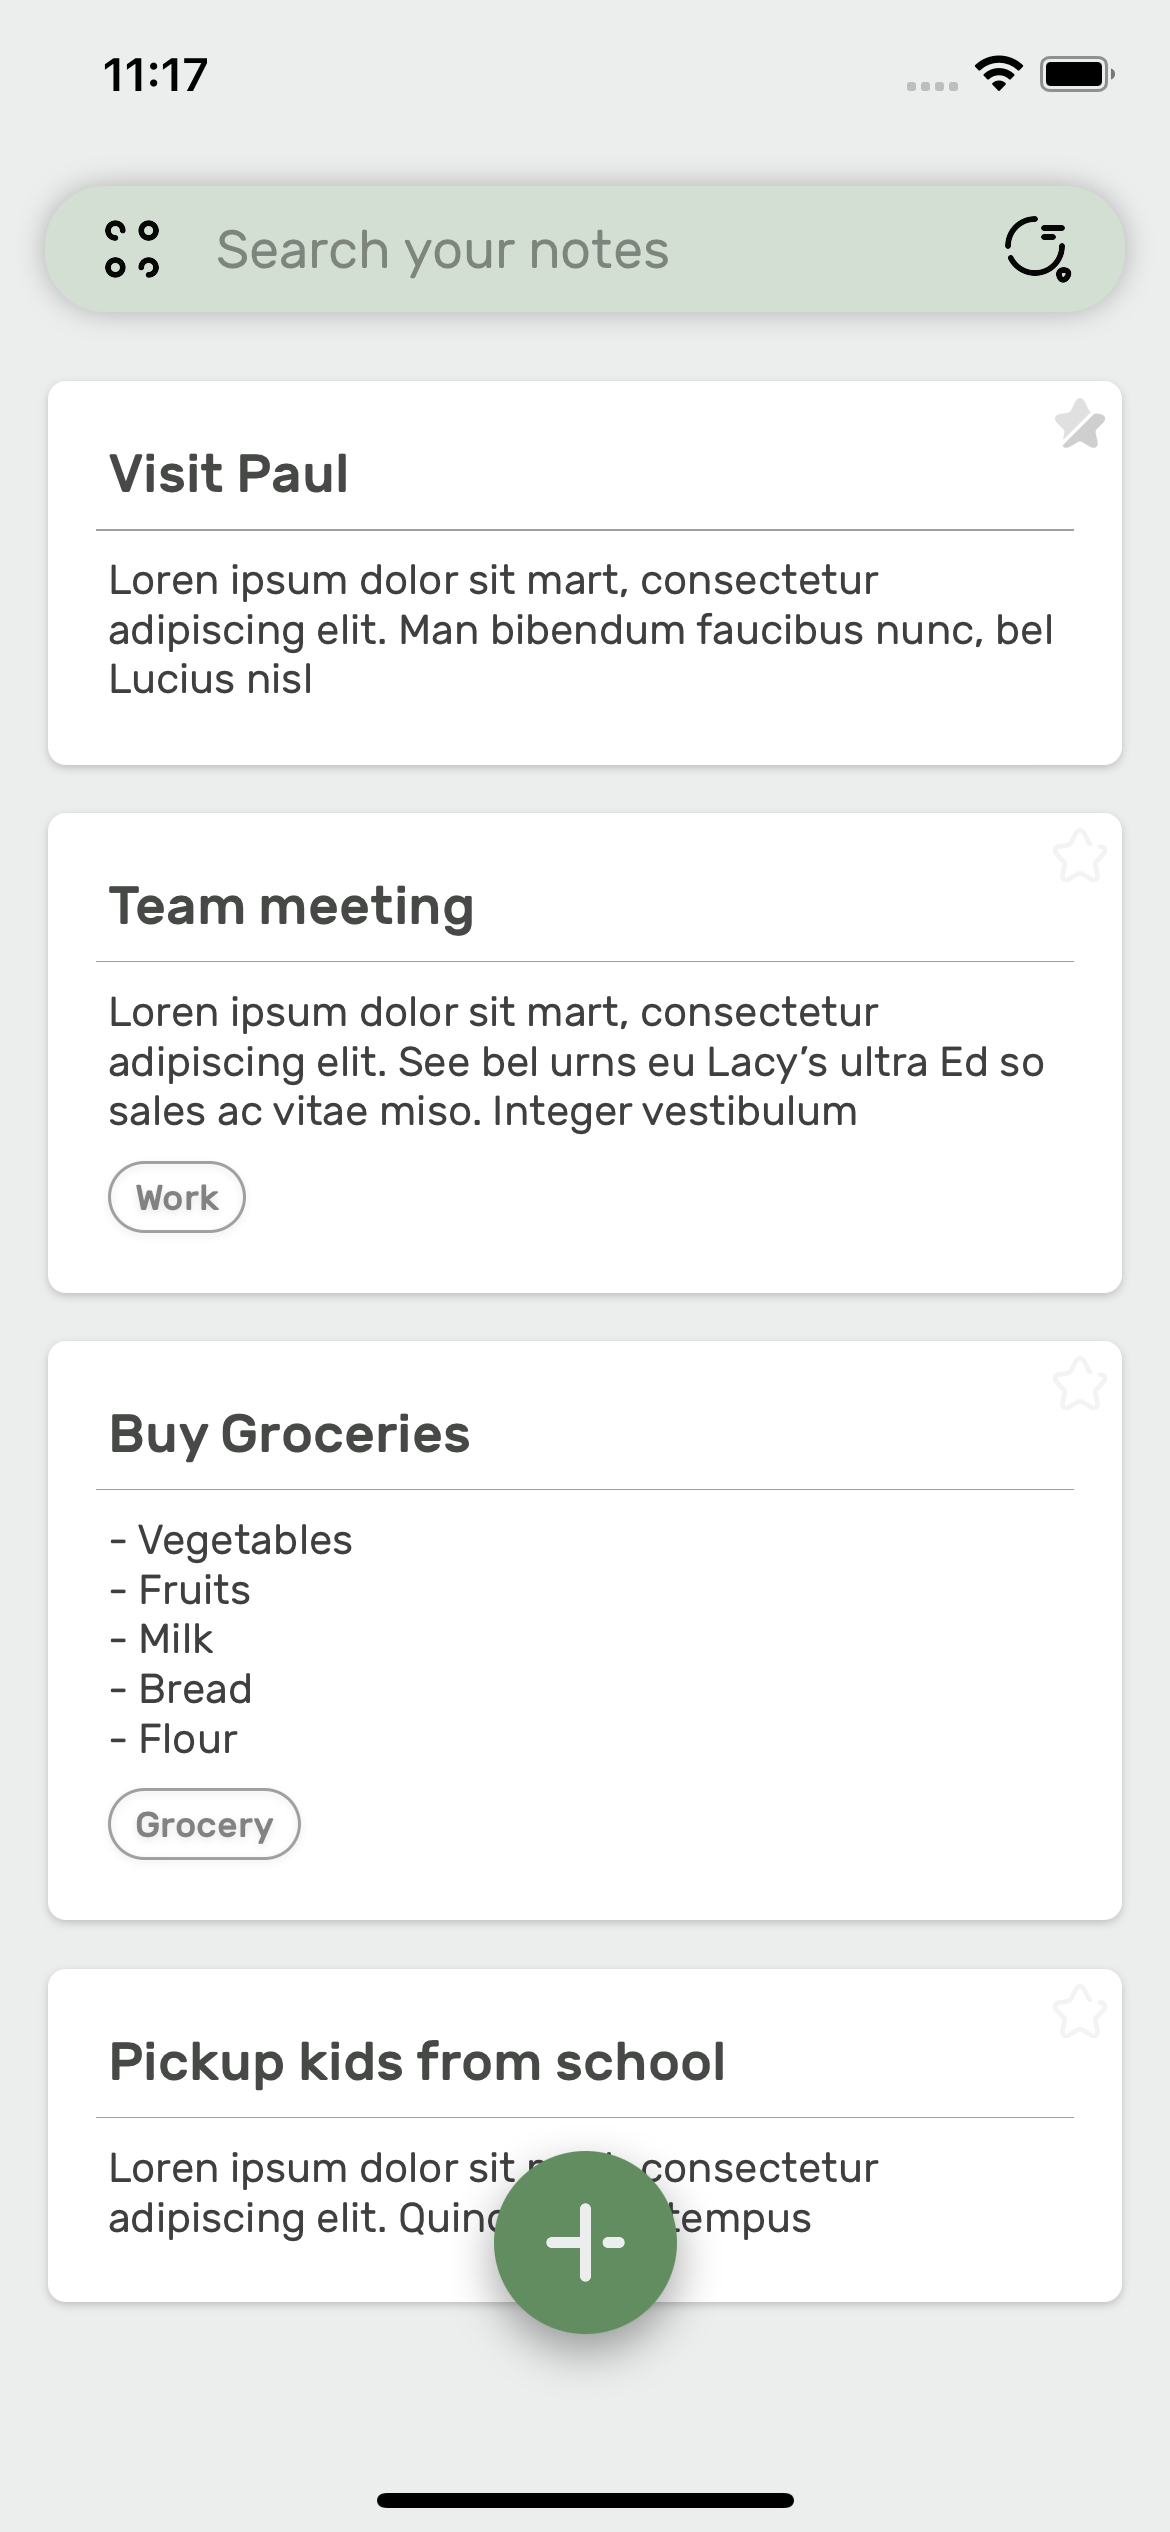 11:17
Search your notes
Visit Paul
Loren ipsum dolor sit mart, consectetur
adipiscing elit. Man bibendum faucibus nunc, bel
Lucius nisl
Team meeting
Loren ipsum dolor sit mart, consectetur
adipiscing elit. See bel urns eu Lacy’s ultra Ed so
sales ac vitae miso. Integer vestibulum
Work
Buy Groceries
- Vegetables
- Fruits
- Milk
- Bread
- Flour
Grocery
Pickup kids from school
Loren ipsum dolor sit consectetur
adipiscing elit. tempus